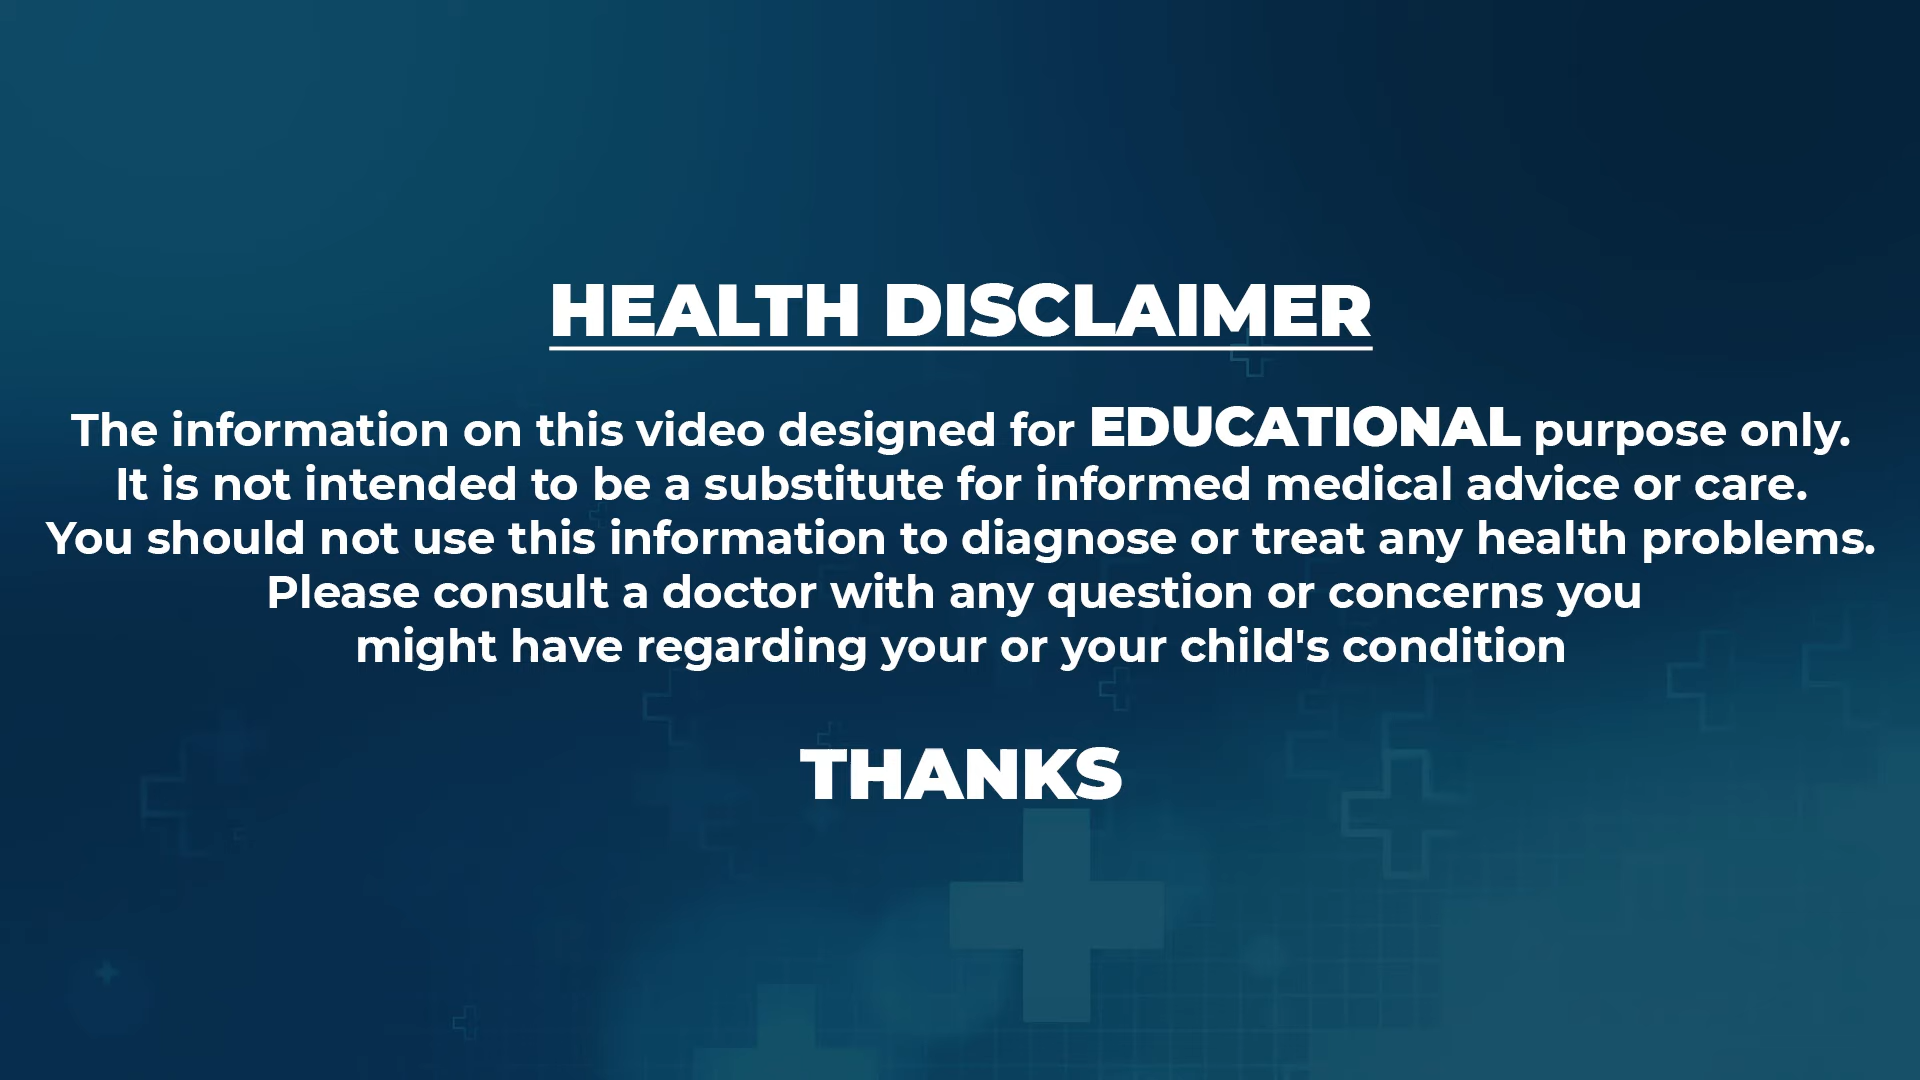 HEALTH DISCLAIMER
The information on this video designed for EDUCATIONAL purpose only.
It is not intended to be a substitute for informed medical advice or care.
You should not use this information to diagnose or treat any health problems.
Please consult a doctor with any question or concerns you
might have regarding your or your child's condition
THANKS